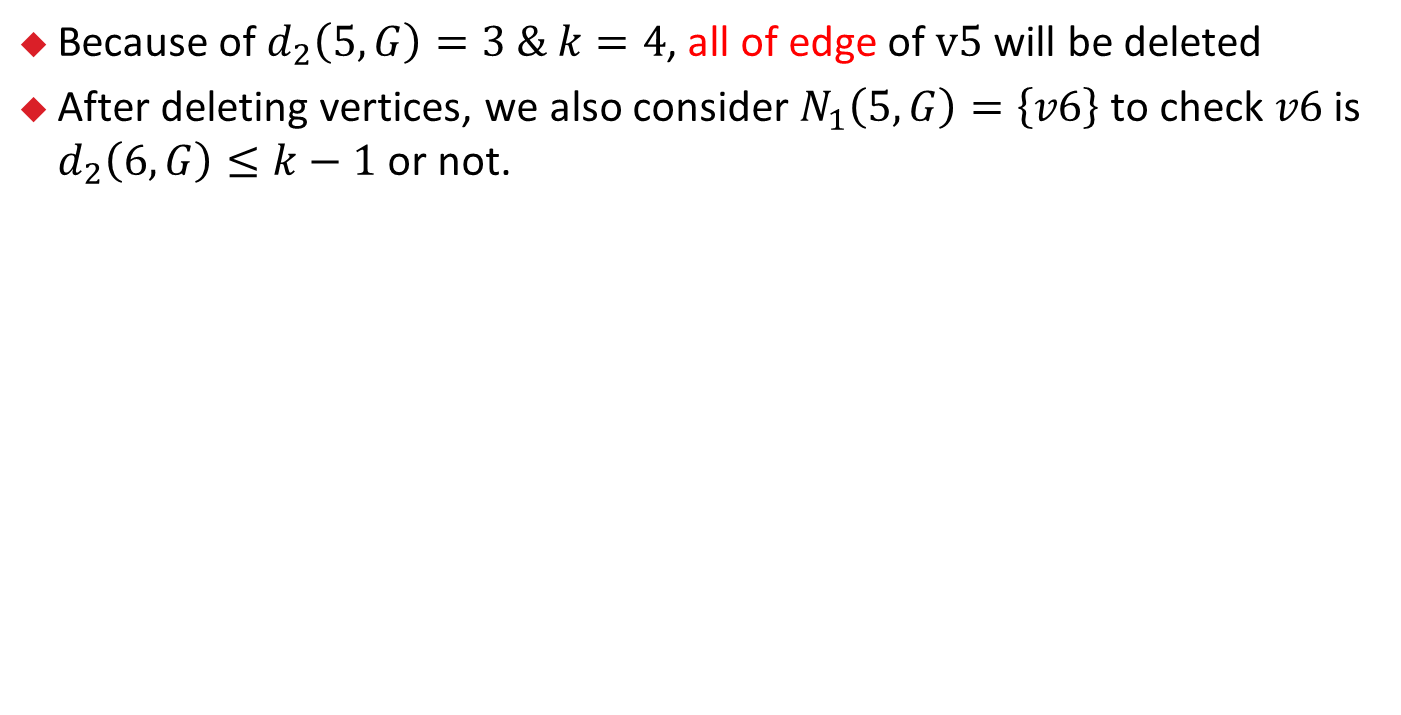 Because of 𝑑₂(5, 𝐺) = 3 & 𝑘 = 4, all of edge of v5 will be deleted
After deleting vertices, we also consider 𝑁₁(5, 𝐺) = {𝑣6} to check 𝑣6 is
𝑑₂(6, 𝐺) ≤ 𝑘 − 1 or not.